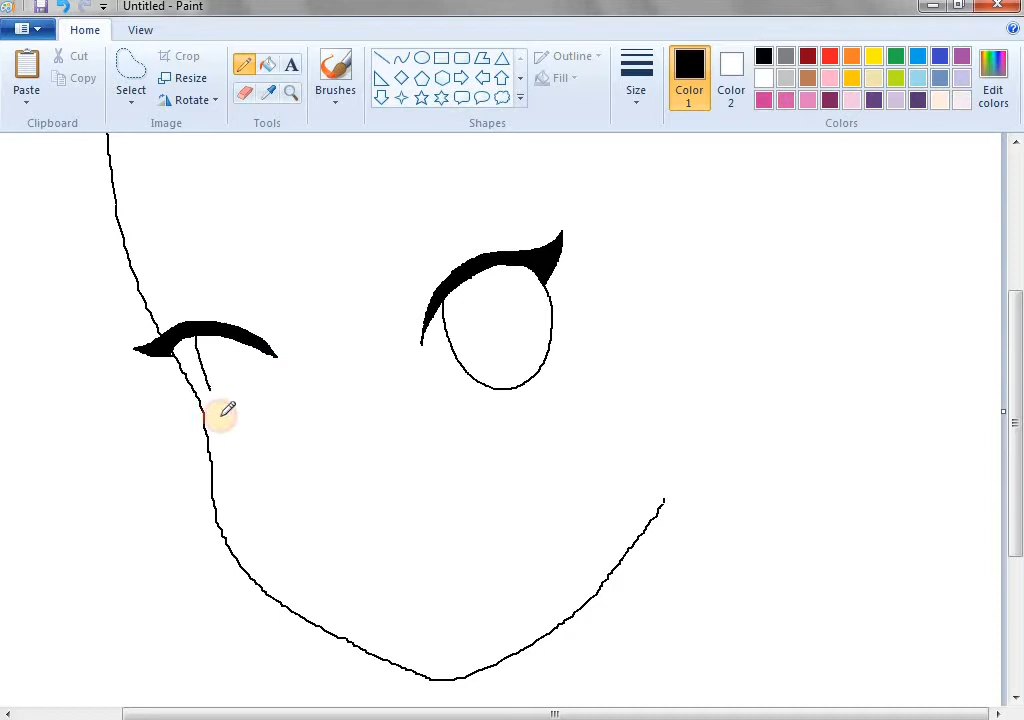 Untitled - Paint
Home View
Paste
Cut
Copy
Clipboard
Select
Crop
Resize
Rotate
Image
A
Tools
Brushes
Outline
Fill
Shapes
Size
Color 1
Color 2
Edit colors
Colors